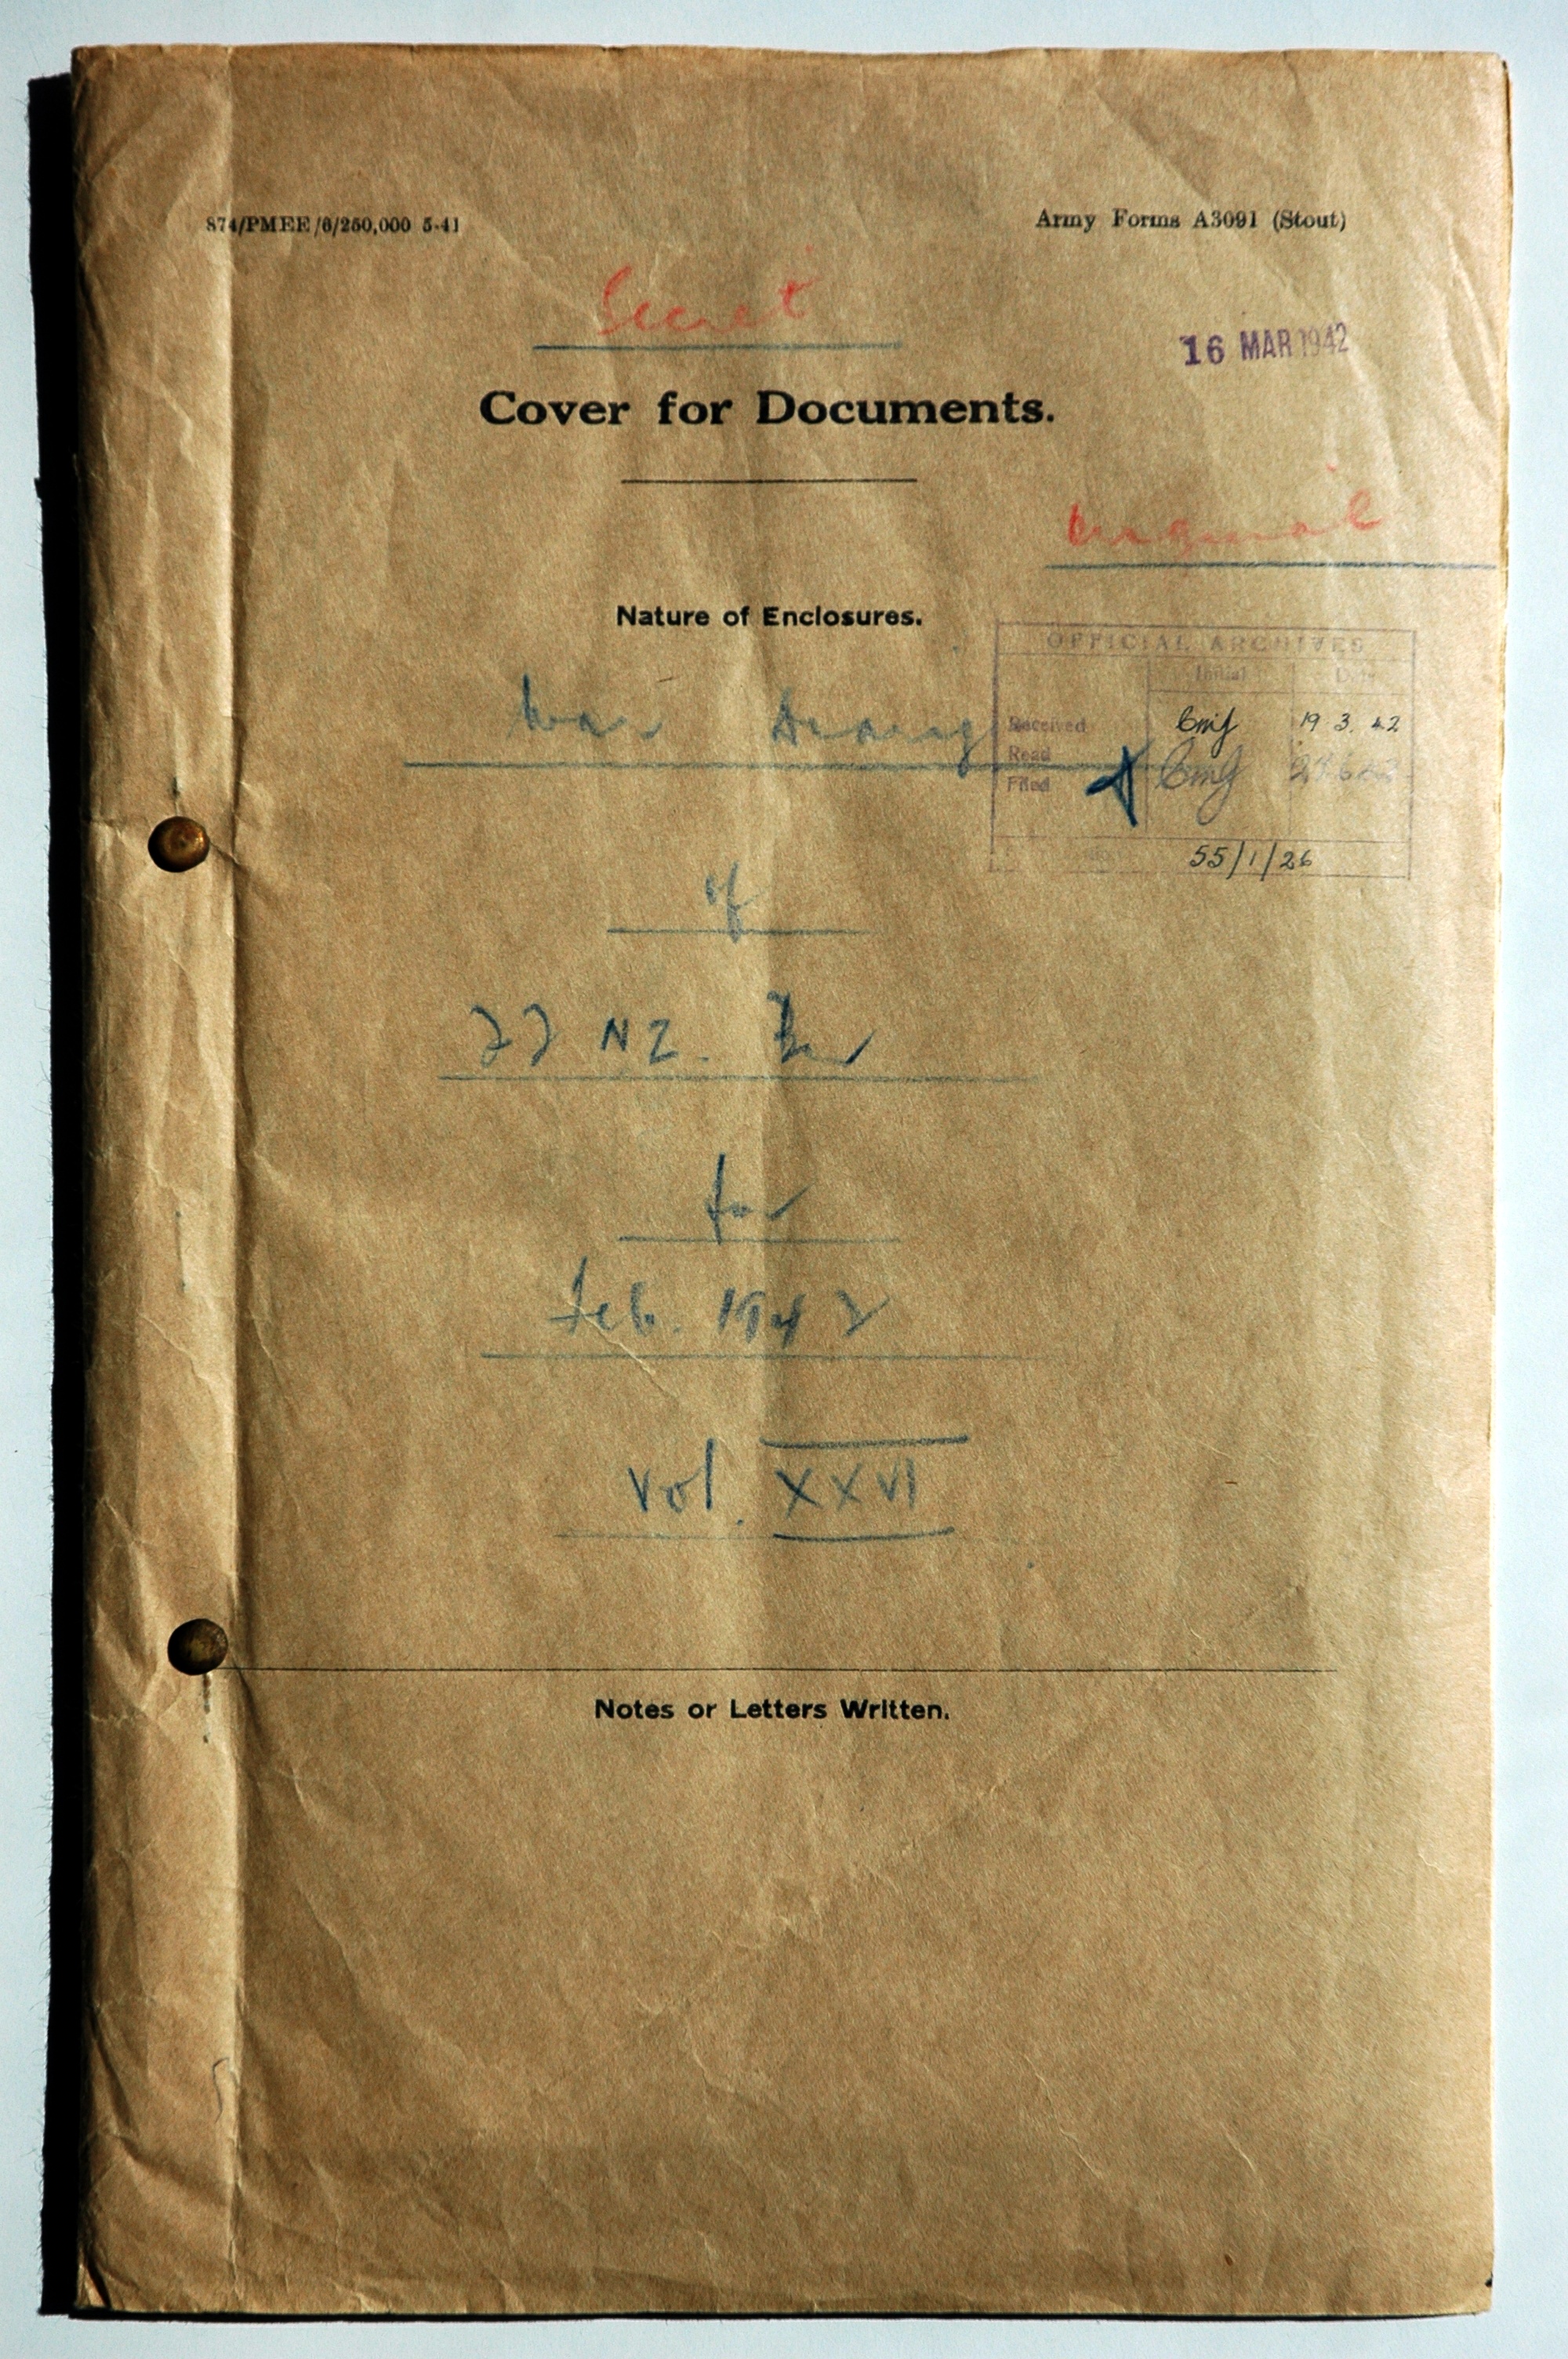 874/PMEE/6/250,000 5-41
Army Forms A3091 (Stout)
Secret
16 MAR 1942
Cover for Documents.
Original
Nature of Enclosures.
OFFICIAL ARCHIVES
Initial Date
War Diary
Received 19 3. 42
Read
Filed
55/1/26
of
22 NZ. Bn
for
Feb. 1942
Vol. XXVI
Notes or Letters Written.